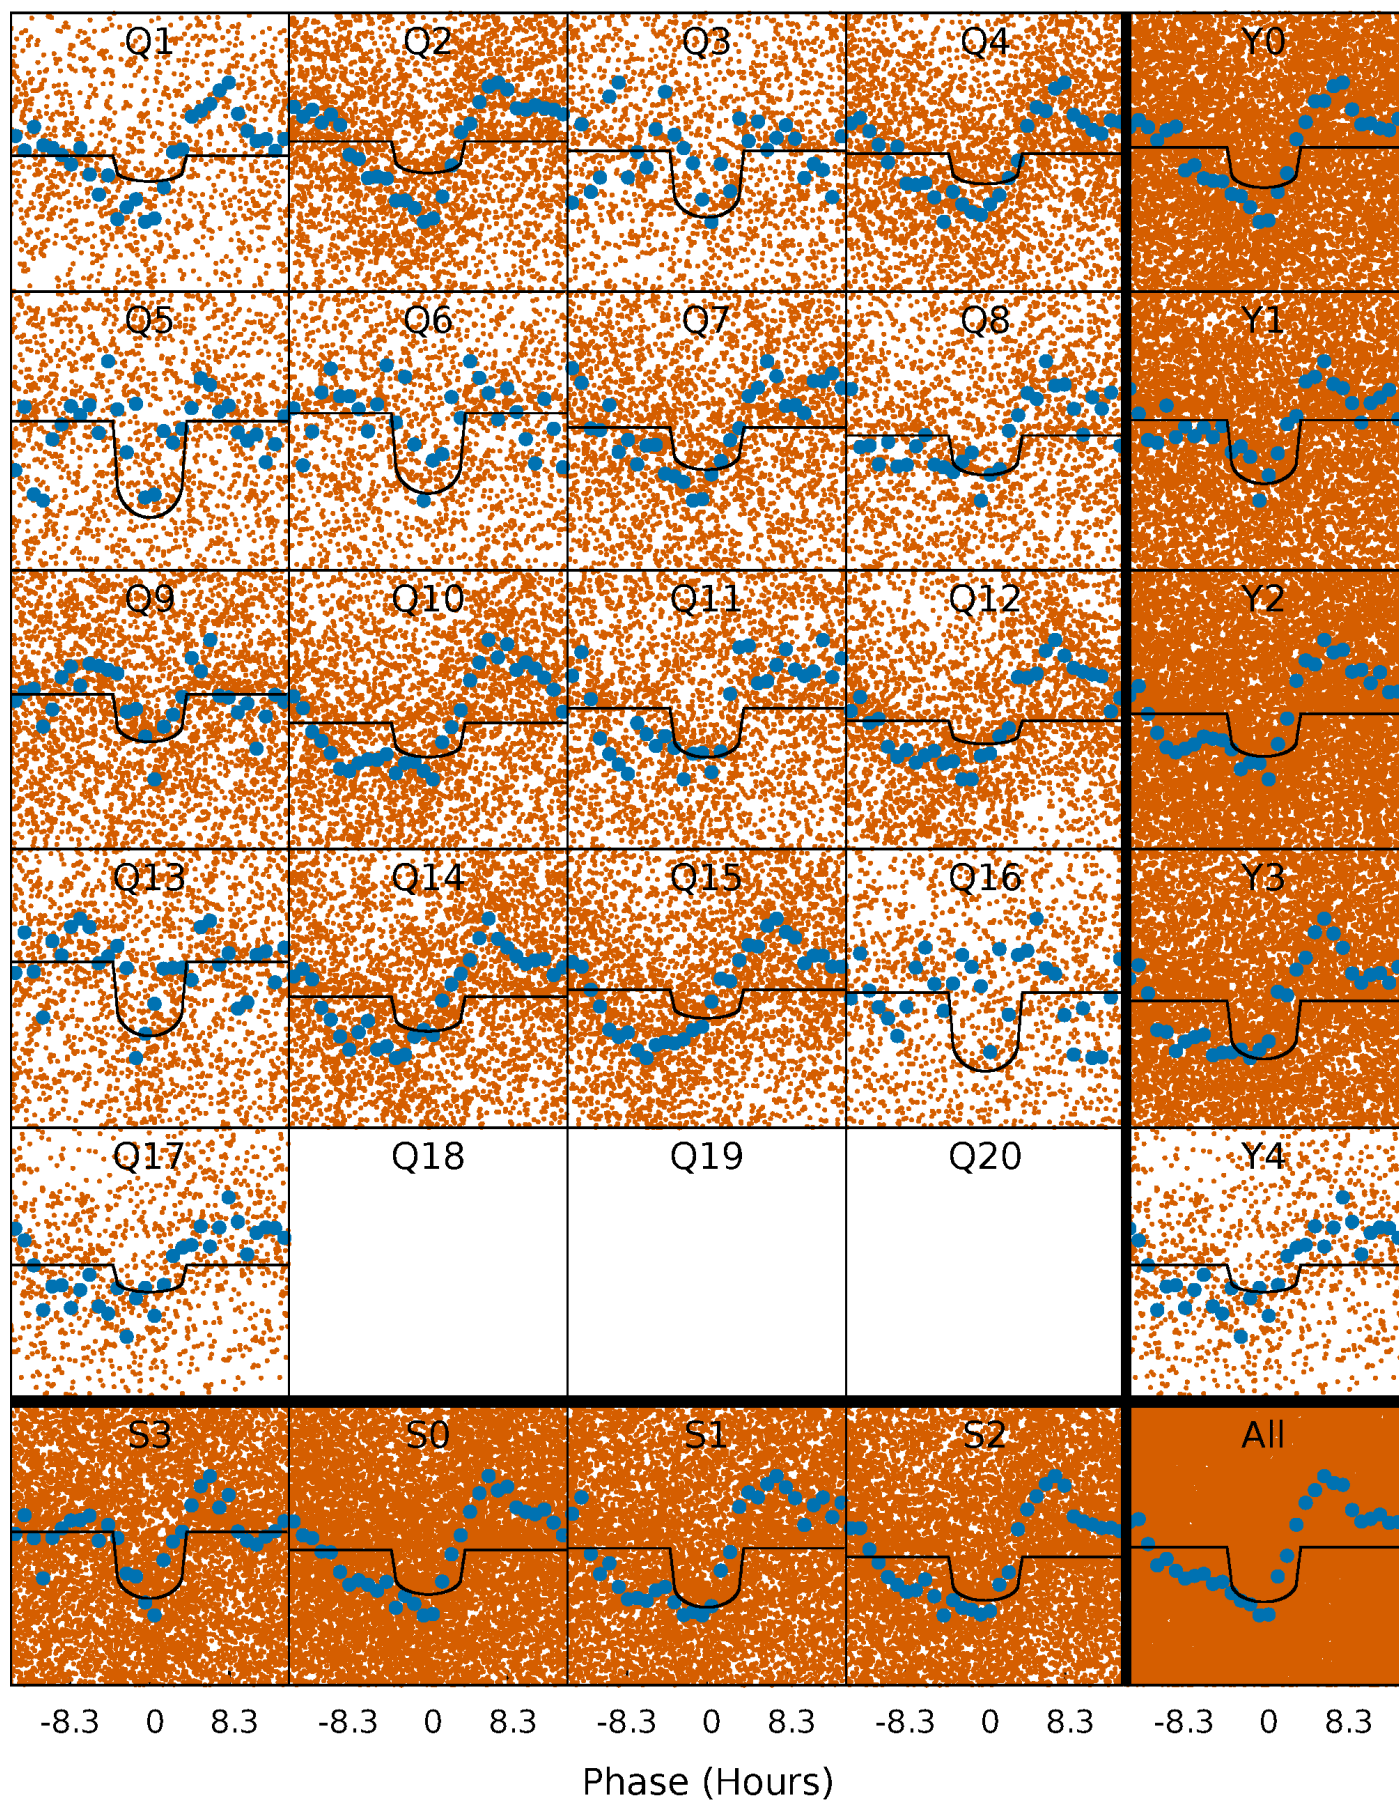 Q1 Q2 Q3 Q4 Y0
Q5 Q6 Q7 Q8 Y1
Q9 Q10 Q11 Q12 Y2
Q13 Q14 Q15 Q16 Y3
Q17 Q18 Q19 Q20 Y4
S3 S0 S1 S2 All
-8.3 0 8.3 -8.3 0 8.3 -8.3 0 8.3 -8.3 0 8.3 -8.3 0 8.3
Phase (Hours)